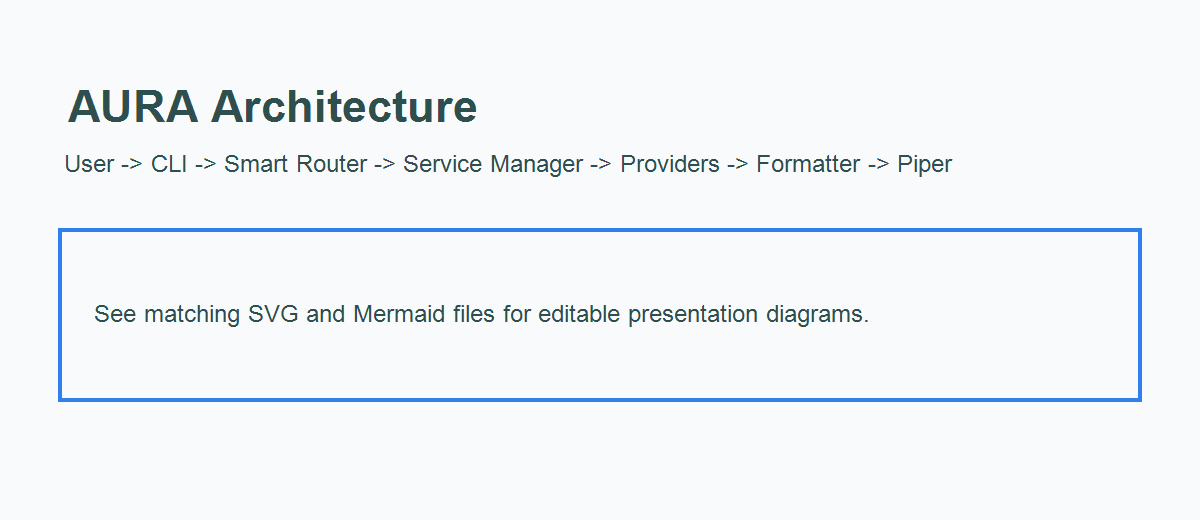 AURA Architecture
User -> CLI -> Smart Router -> Service Manager -> Providers -> Formatter -> Piper
See matching SVG and Mermaid files for editable presentation diagrams.